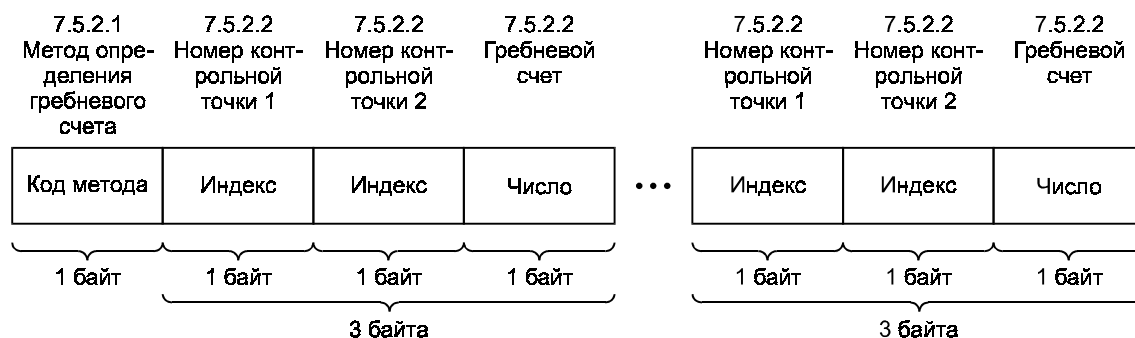 7.5.2.1 7.5.2.2 7.5.2.2 7.5.2.2 7.5.2.2 7.5.2.2 7.5.2.2
Метод опре- Номер конт- Номер конт- Гребневой Номер конт- Номер конт- Гребневой
деления рольной рольной счет рольной рольной счет
гребневого точки 1 точки 2 точки 1 точки 2
счета
Код метода Индекс Индекс Число ••• Индекс Индекс Число
1 байт 1 байт 1 байт 1 байт 1 байт 1 байт 1 байт
3 байта 3 байта